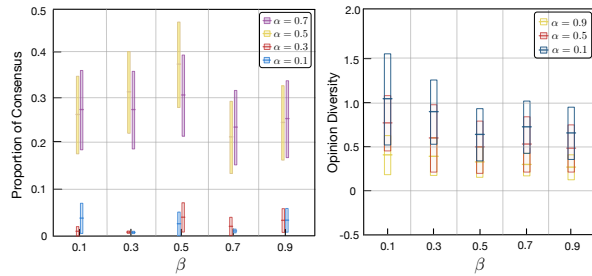 Proportion of Consensus
0.5
0.4
0.3
0.2
0.1
0
0.1
0.3
0.5
0.7
0.9
β
α = 0.7
α = 0.5
α = 0.3
α = 0.1
Opinion Diversity
2.0
1.5
1.0
0.5
0
-0.5
0.1
0.3
0.5
0.7
0.9
β
α = 0.9
α = 0.5
α = 0.1